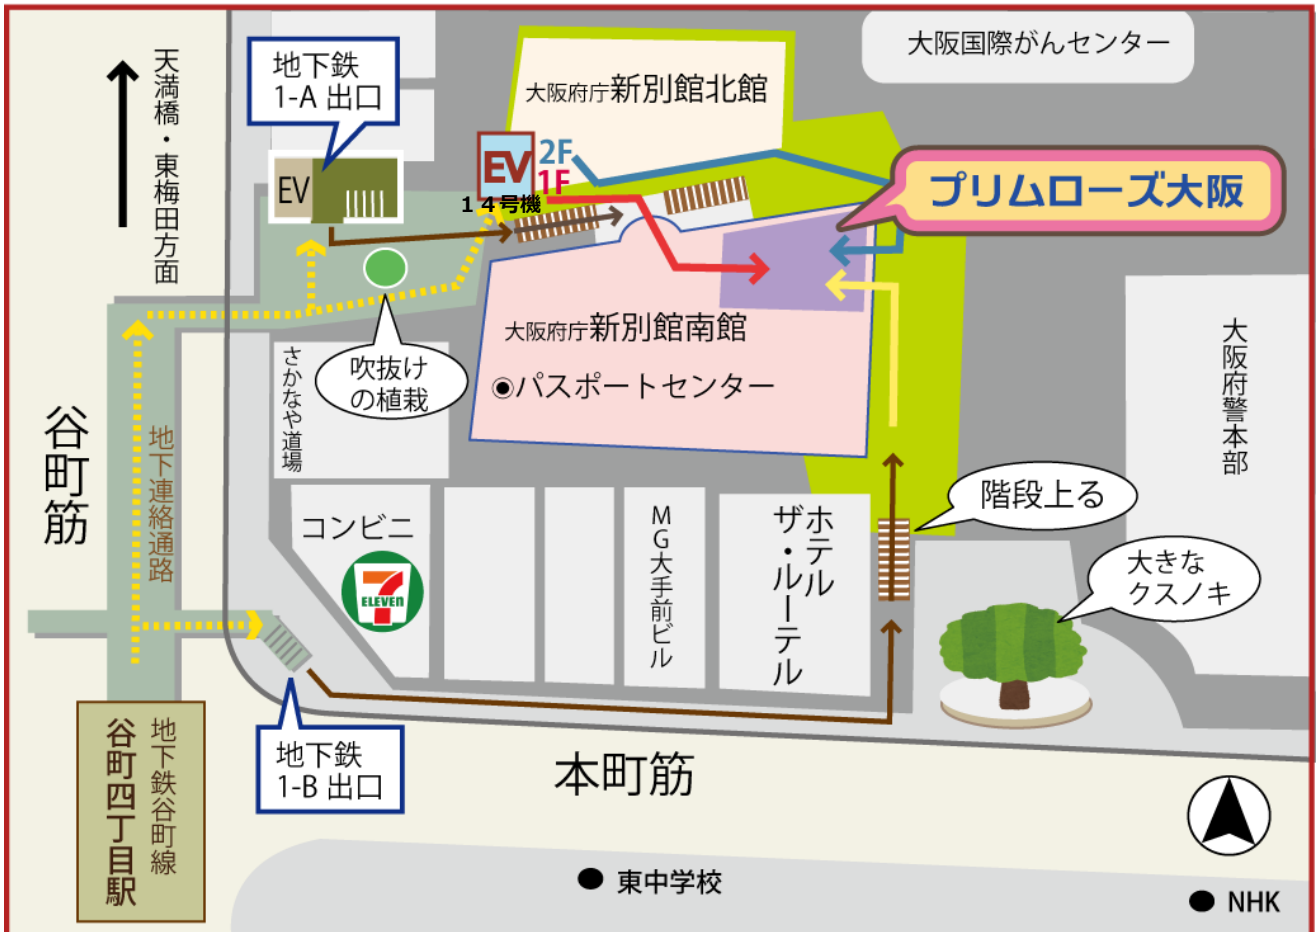 大阪国際がんセンター
天満橋・東梅田方面
地下鉄
1-A 出口
大阪府庁新別館北館
EV
EV
2F
1F
14号機
プリムローズ大阪
大阪府庁新別館南館
◉パスポートセンター
吹抜け
の植栽
さかなや道場
大阪府警本部
谷町筋
地下連絡通路
コンビニ
7
ELEVEN
MG大手前ビル
ホテル
ザ・ルーテル
階段上る
大きな
クスノキ
地下鉄
1-B 出口
本町筋
地下鉄谷町線
谷町四丁目駅
東中学校
NHK